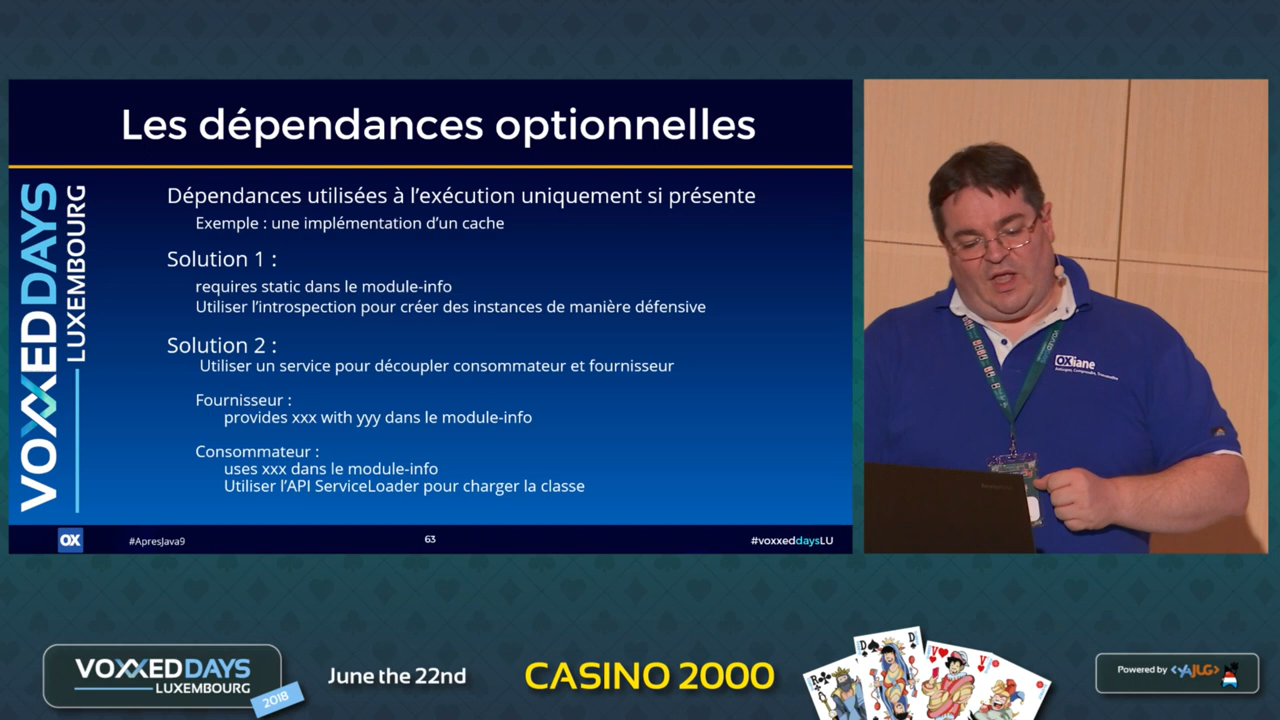 Les dépendances optionnelles
VOXXEDDAYS
LUXEMBOURG
Dépendances utilisées à l’exécution uniquement si présente
Exemple : une implémentation d’un cache
Solution 1 :
requires static dans le module-info
Utiliser l’introspection pour créer des instances de manière défensive
Solution 2 :
Utiliser un service pour découpler consommateur et fournisseur
Fournisseur :
provides xxx with yyy dans le module-info
Consommateur :
uses xxx dans le module-info
Utiliser l’API ServiceLoader pour charger la classe
OX
#ApresJava9
63
#voxxeddaysLU
OXiane
VOXXEDDAYS
LUXEMBOURG
2018
June the 22nd
CASINO 2000
R
D
D
V
V
Powered by <YAJUG>